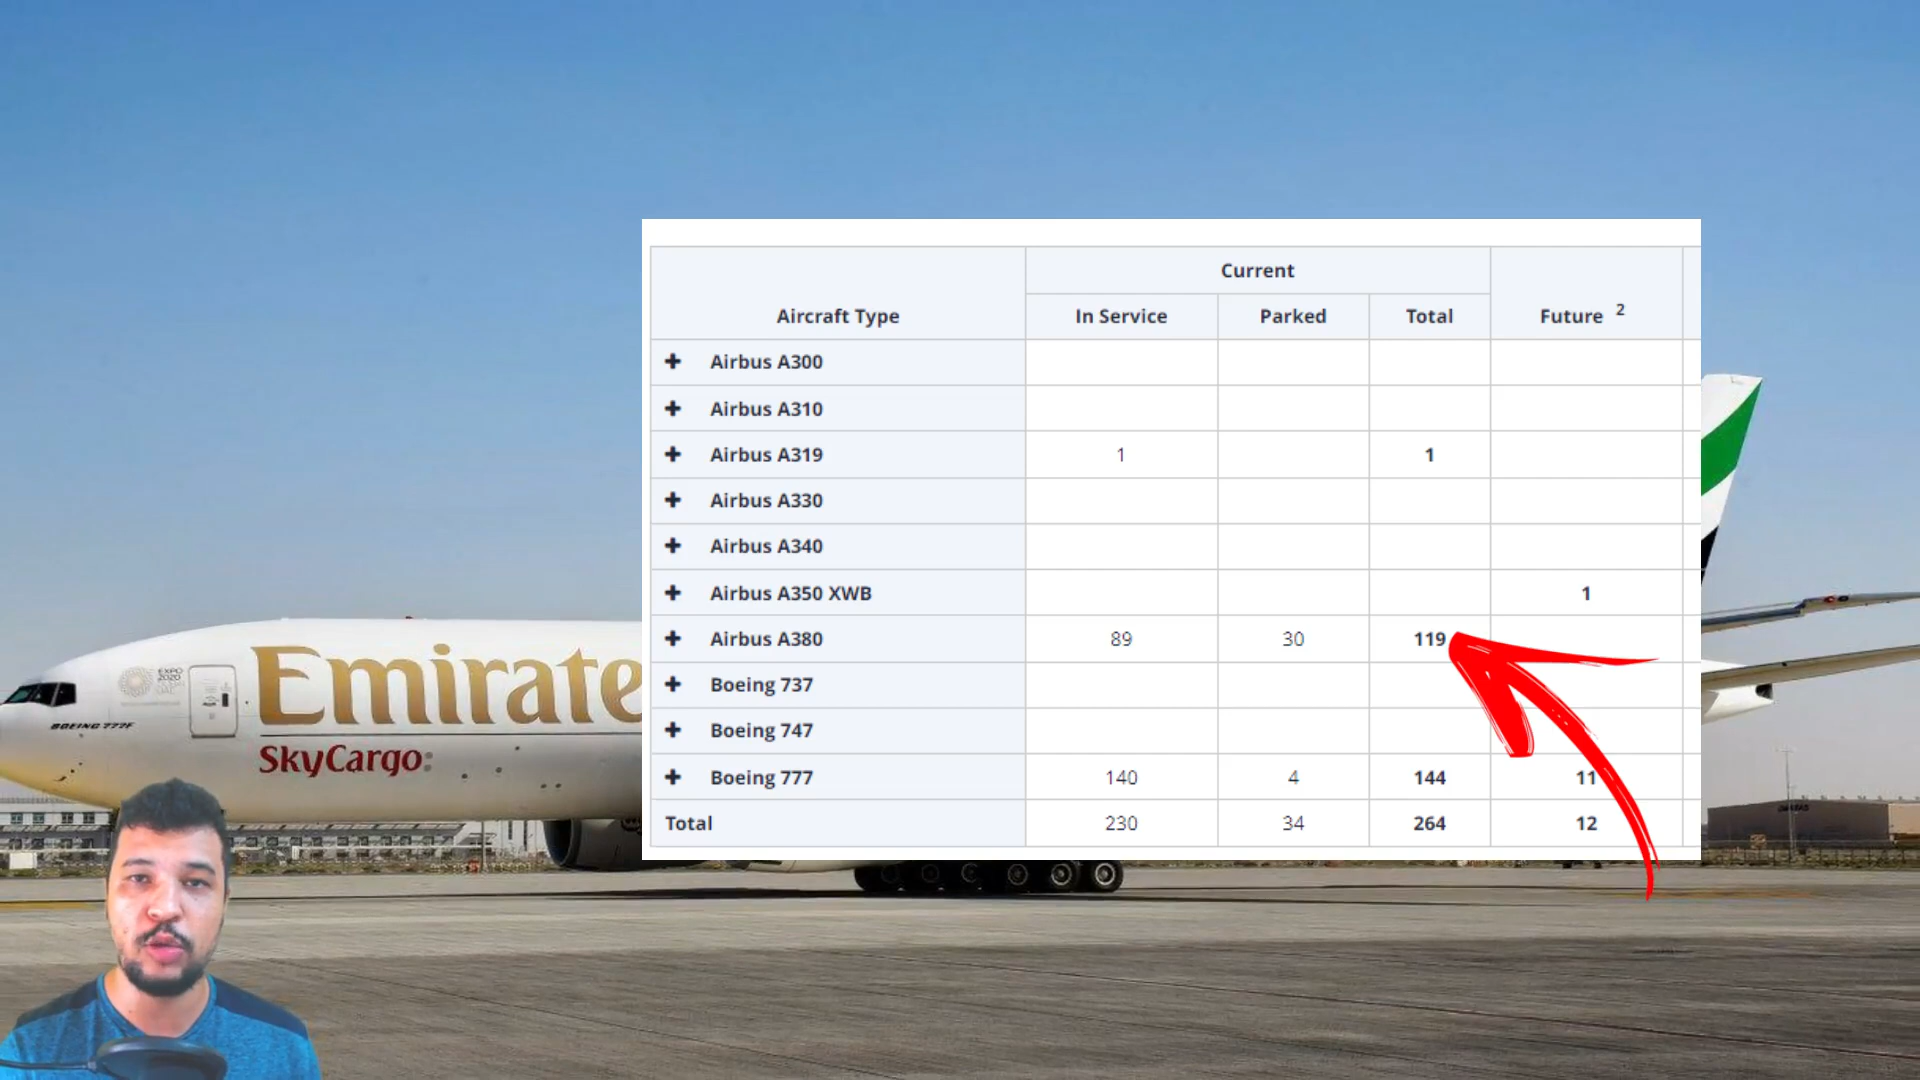 Current
Aircraft Type In Service Parked Total Future 2
Airbus A300
Airbus A310
Airbus A319 1 1
Airbus A330
Airbus A340
Airbus A350 XWB 1
Airbus A380 89 30 119
Boeing 737
Boeing 747
Boeing 777 140 4 144 11
Total 230 34 264 12
EXPO
2020
Emirate
BOEING 777F
SkyCargo